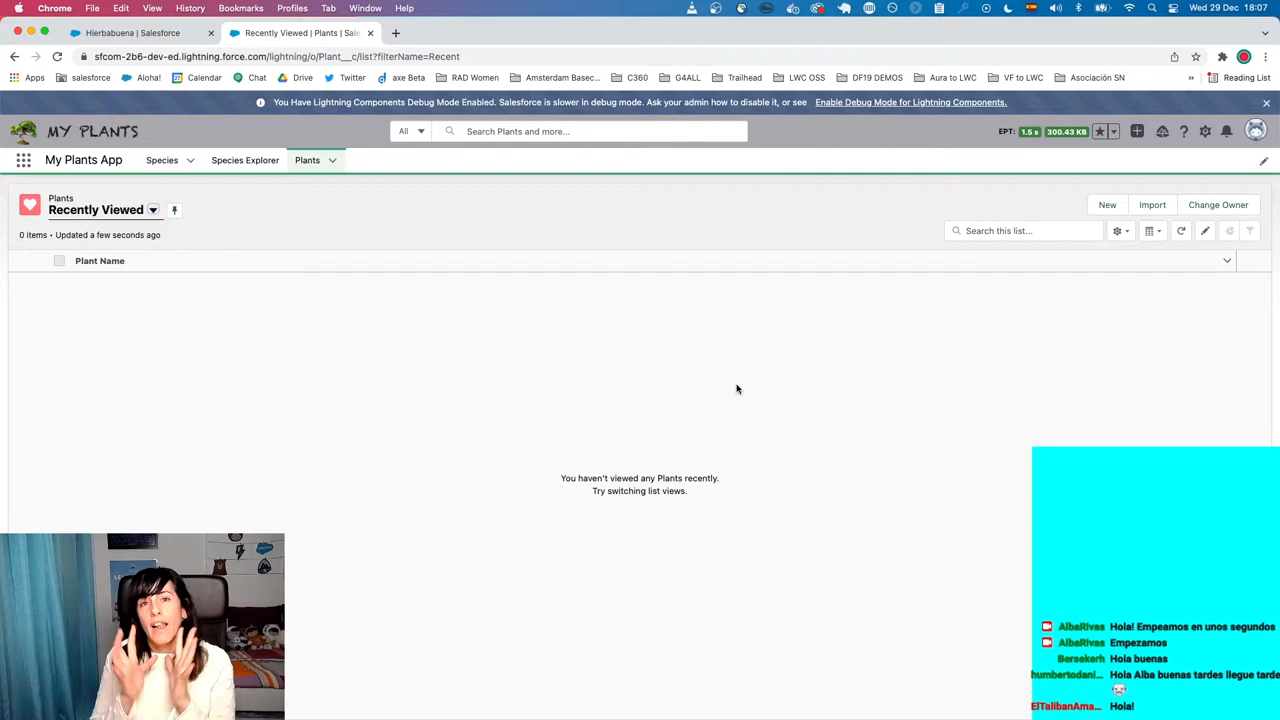 Chrome File Edit View History Bookmarks Profiles Tab Window Help Wed 29 Dec 18:07
Hierbabuena | Salesforce Recently Viewed | Plants | Sale
sfcom-2b6-dev-ed.lightning.force.com/lightning/o/Plant__c/list?filterName=Recent
Apps salesforce Aloha! Calendar Chat Drive Twitter axe Beta RAD Women Amsterdam Basec... C360 G4ALL Trailhead LWC OSS DF19 DEMOS Aura to LWC VF to LWC Asociación SN » Reading List
You Have Lightning Components Debug Mode Enabled. Salesforce is slower in debug mode. Ask your admin how to disable it, or see Enable Debug Mode for Lightning Components.
MY PLANTS All Search Plants and more... EPT: 1.5 s 300.43 KB
My Plants App Species Species Explorer Plants
Plants
Recently Viewed
New Import Change Owner
0 items • Updated a few seconds ago
Search this list...
Plant Name
You haven't viewed any Plants recently.
Try switching list views.
AlbaRivas Hola! Empeamos en unos segundos
AlbaRivas Empezamos
Bersekerh Hola buenas
humbertodani... Hola Alba buenas tardes llegue tarde
ElTalibanAma... Hola!